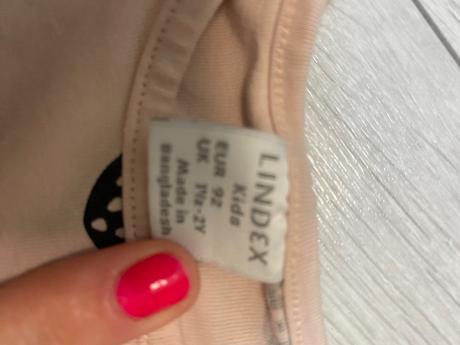 LINDEX
Kids
EUR 92
UK 1½-2Y
Made in
Bangladesh